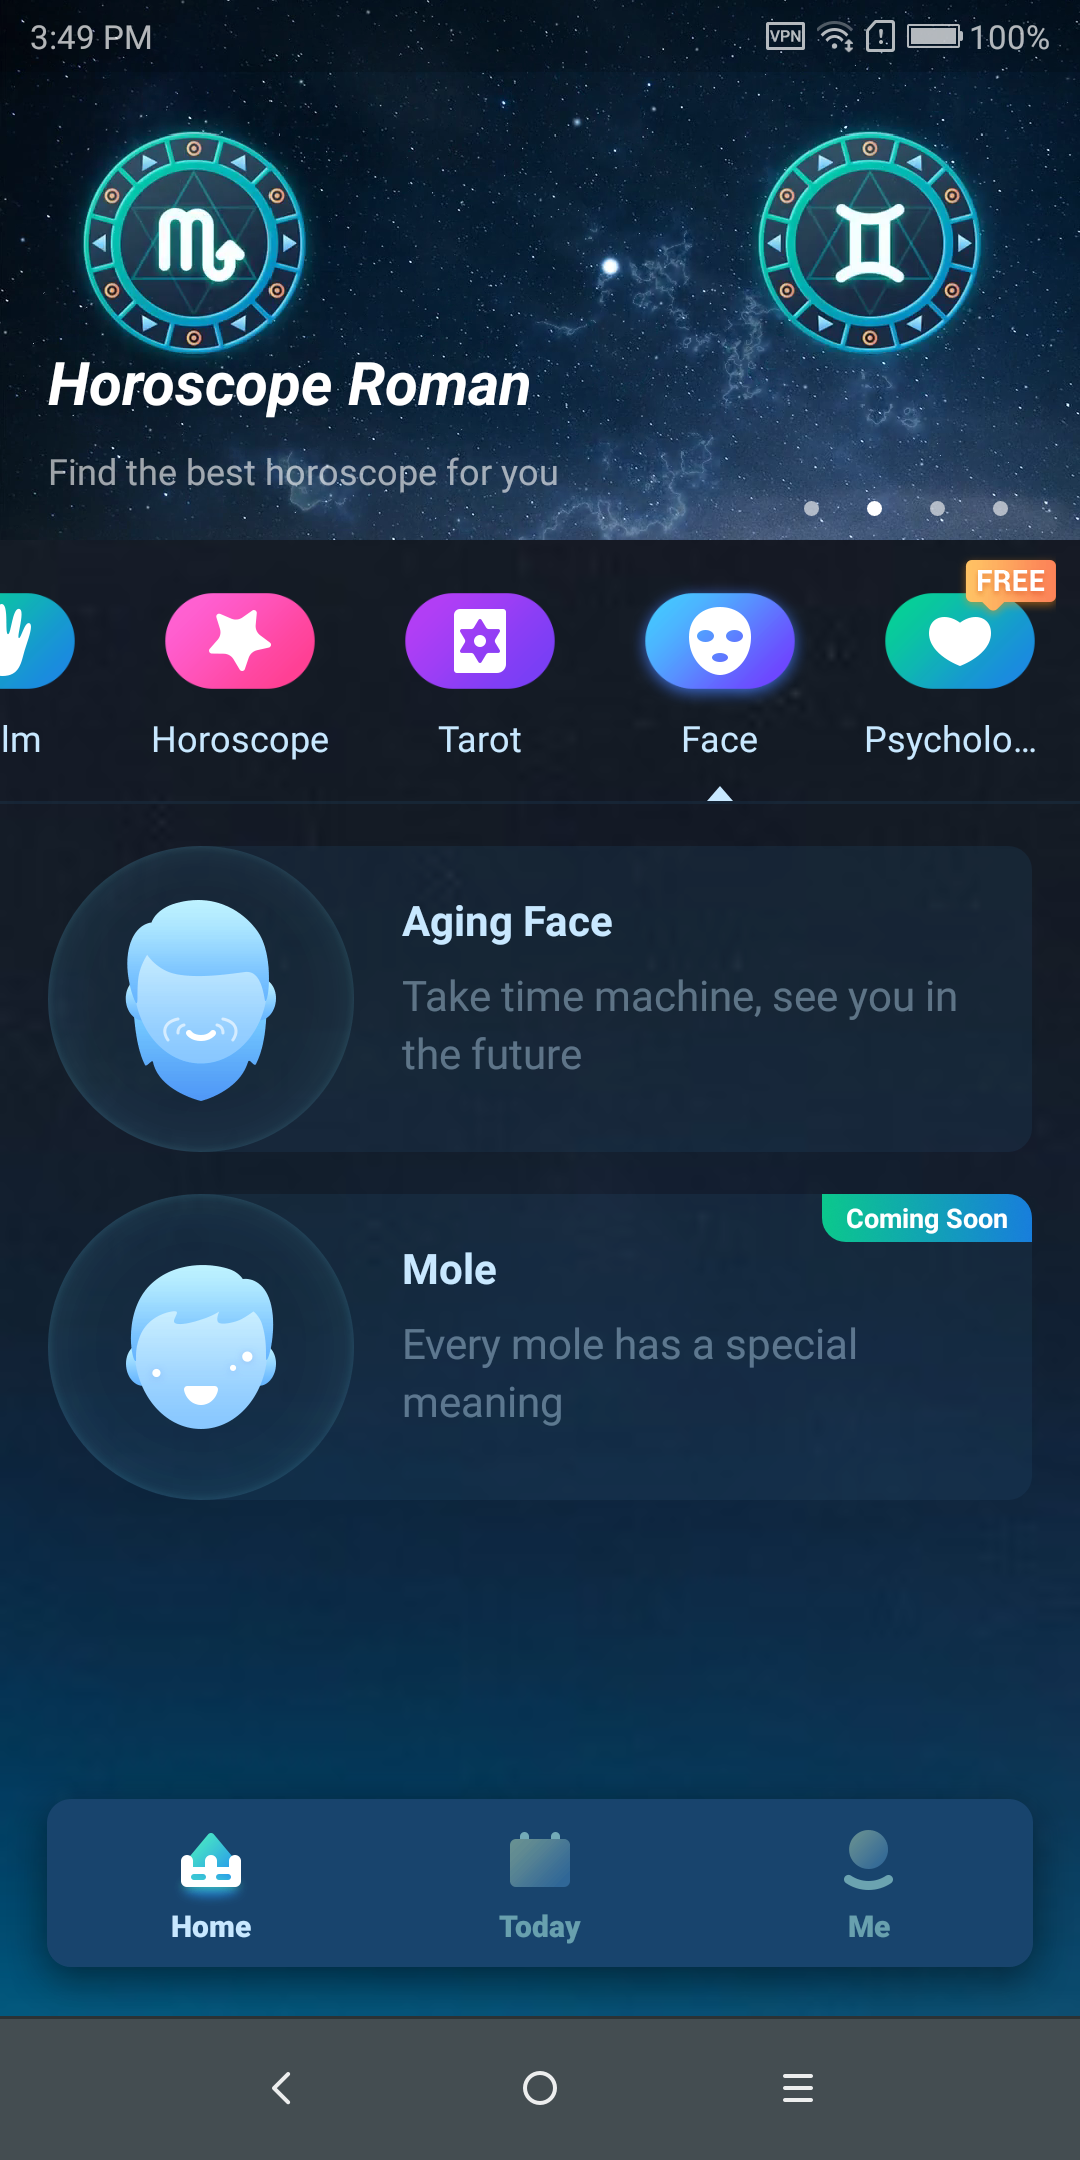 3:49 PM
VPN
100%
Horoscope Roman
Find the best horoscope for you
FREE
lm
Horoscope
Tarot
Face
Psycholo...
Aging Face
Take time machine, see you in
the future
Coming Soon
Mole
Every mole has a special
meaning
Home
Today
Me